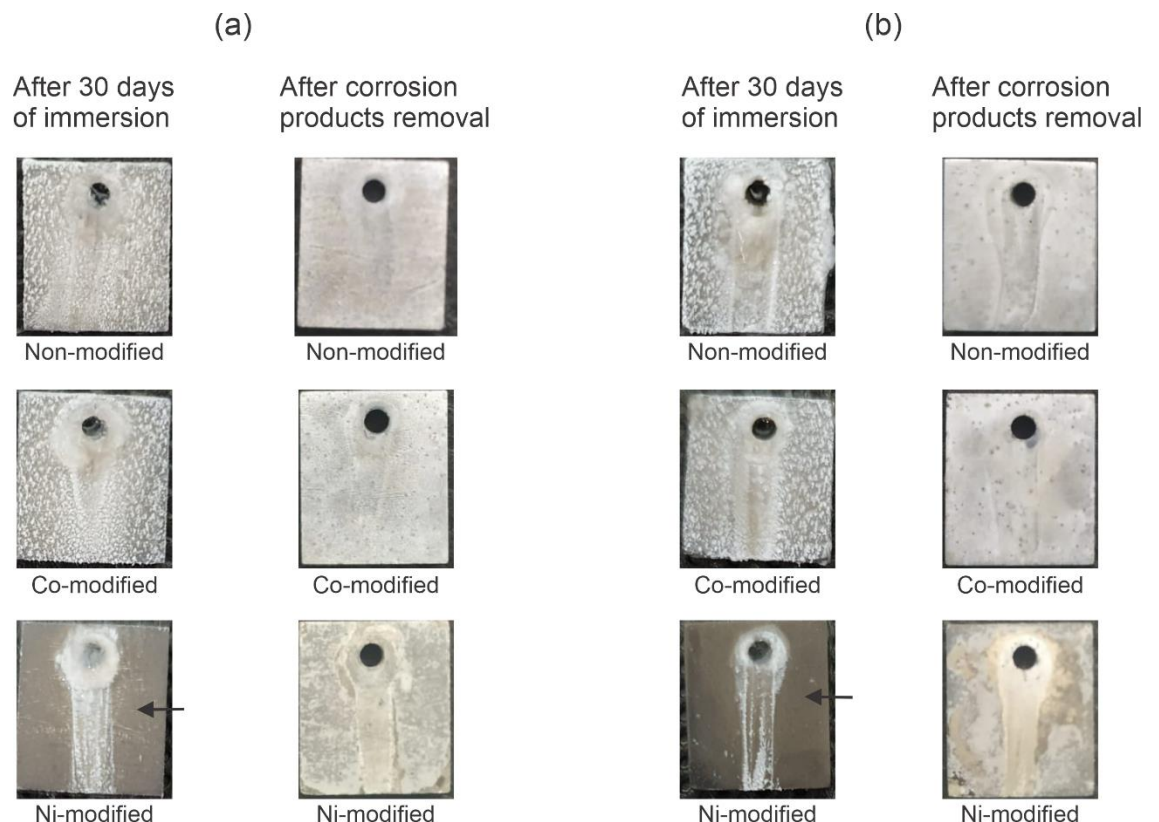 (a)
After 30 days
of immersion
After corrosion
products removal
Non-modified
Non-modified
Co-modified
Co-modified
Ni-modified
Ni-modified
(b)
After 30 days
of immersion
After corrosion
products removal
Non-modified
Non-modified
Co-modified
Co-modified
Ni-modified
Ni-modified